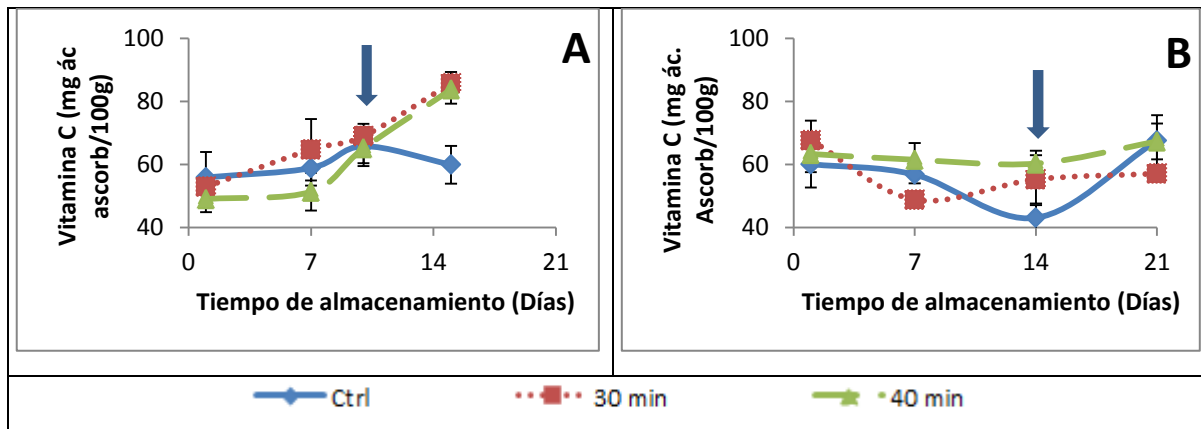 A
Vitamina C (mg ác
ascorb/100g)
100
80
60
40
0
7
14
21
Tiempo de almacenamiento (Días)
B
Vitamina C (mg ác.
Ascorb/100g)
100
80
60
40
0
7
14
21
Tiempo de almacenamiento (Días)
Ctrl
30 min
40 min